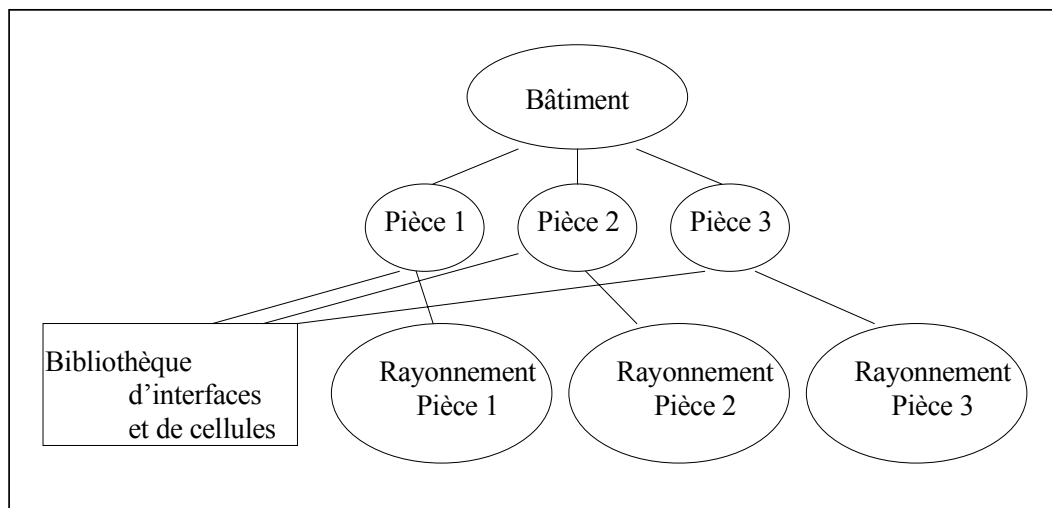 Bâtiment
Pièce 1
Pièce 2
Pièce 3
Bibliothèque
d’interfaces
et de cellules
Rayonnement
Pièce 1
Rayonnement
Pièce 2
Rayonnement
Pièce 3